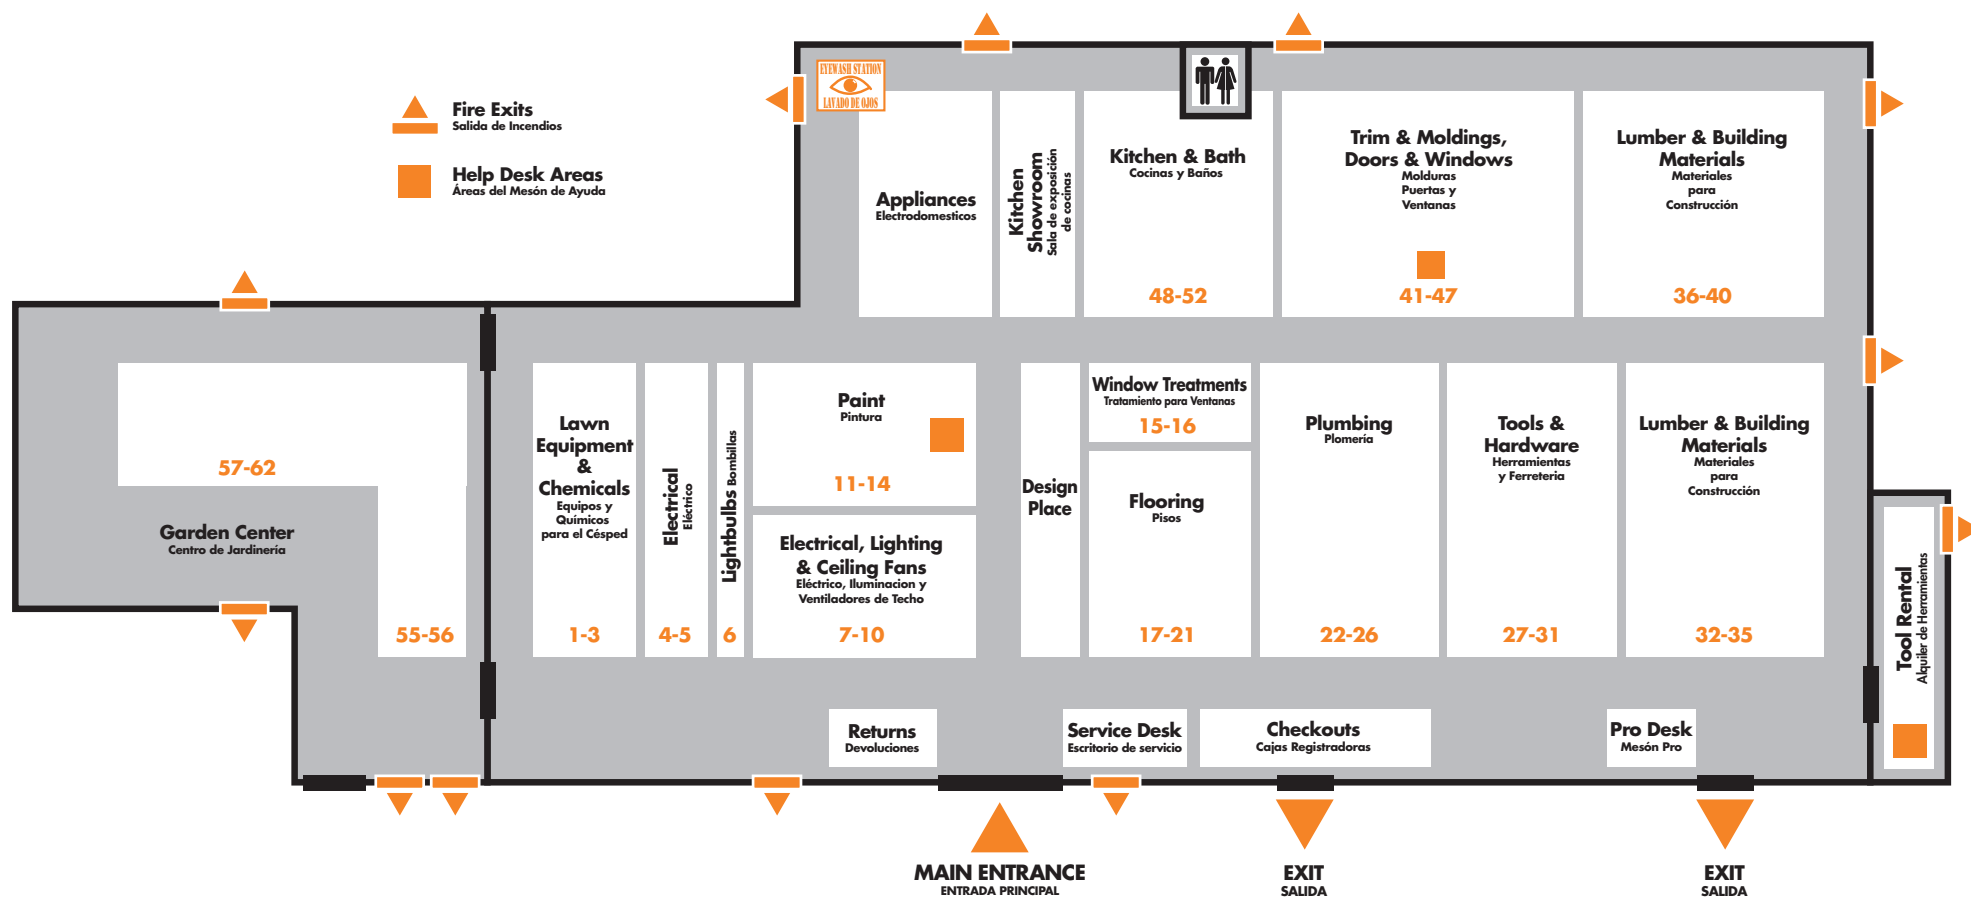 EYEWASH STATION
LAVADO DE OJOS
Fire Exits
Salida de Incendios
Help Desk Areas
Áreas del Mesón de Ayuda
Appliances
Electrodomesticos
Kitchen
Showroom
Sala de exposición
de cocinas
Kitchen & Bath
Cocinas y Baños
48-52
Trim & Moldings,
Doors & Windows
Molduras
Puertas y
Ventanas
41-47
Lumber & Building
Materials
Materiales
para
Construcción
36-40
57-62
Garden Center
Centro de Jardinería
55-56
Lawn
Equipment
&
Chemicals
Equipos y
Químicos
para el Césped
1-3
Electrical
Eléctrico
4-5
Lightbulbs Bombillas
6
Paint
Pintura
11-14
Electrical, Lighting
& Ceiling Fans
Eléctrico, Iluminacion y
Ventiladores de Techo
7-10
Design
Place
Window Treatments
Tratamiento para Ventanas
15-16
Flooring
Pisos
17-21
Plumbing
Plomería
22-26
Tools &
Hardware
Herramientas
y Ferreteria
27-31
Lumber & Building
Materials
Materiales
para
Construcción
32-35
Tool Rental
Alquiler de Herramientas
Returns
Devoluciones
Service Desk
Escritorio de servicio
Checkouts
Cajas Registradoras
Pro Desk
Mesón Pro
MAIN ENTRANCE
ENTRADA PRINCIPAL
EXIT
SALIDA
EXIT
SALIDA